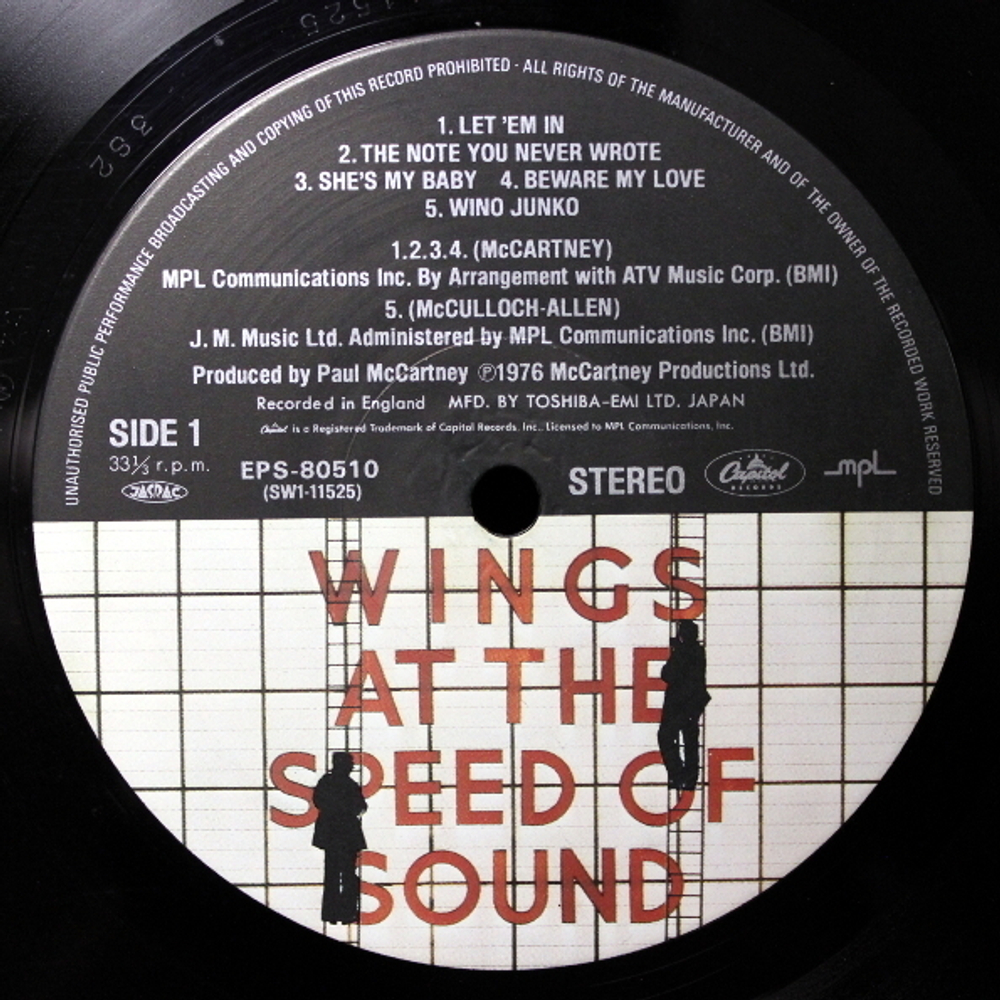 UNAUTHORISED PUBLIC PERFORMANCE BROADCASTING AND COPYING OF THIS RECORD PROHIBITED · ALL RIGHTS OF THE MANUFACTURER AND OF THE OWNER OF THE RECORDED WORK RESERVED
1. LET 'EM IN
2. THE NOTE YOU NEVER WROTE
3. SHE'S MY BABY 4. BEWARE MY LOVE
5. WINO JUNKO
1.2.3.4. (McCARTNEY)
MPL Communications Inc. By Arrangement with ATV Music Corp. (BMI)
5. (McCULLOCH-ALLEN)
J. M. Music Ltd. Administered by MPL Communications Inc. (BMI)
Produced by Paul McCartney ℗1976 McCartney Productions Ltd.
Recorded in England MFD. BY TOSHIBA-EMI LTD. JAPAN
Capitol is a Registered Trademark of Capitol Records, Inc. Licensed to MPL Communications, Inc.
SIDE 1
33⅓ r.p.m.
JASRAC
EPS-80510
(SW1-11525)
STEREO
Capitol
RECORDS
mpl
WINGS
AT THE
SPEED OF
SOUND
3S2